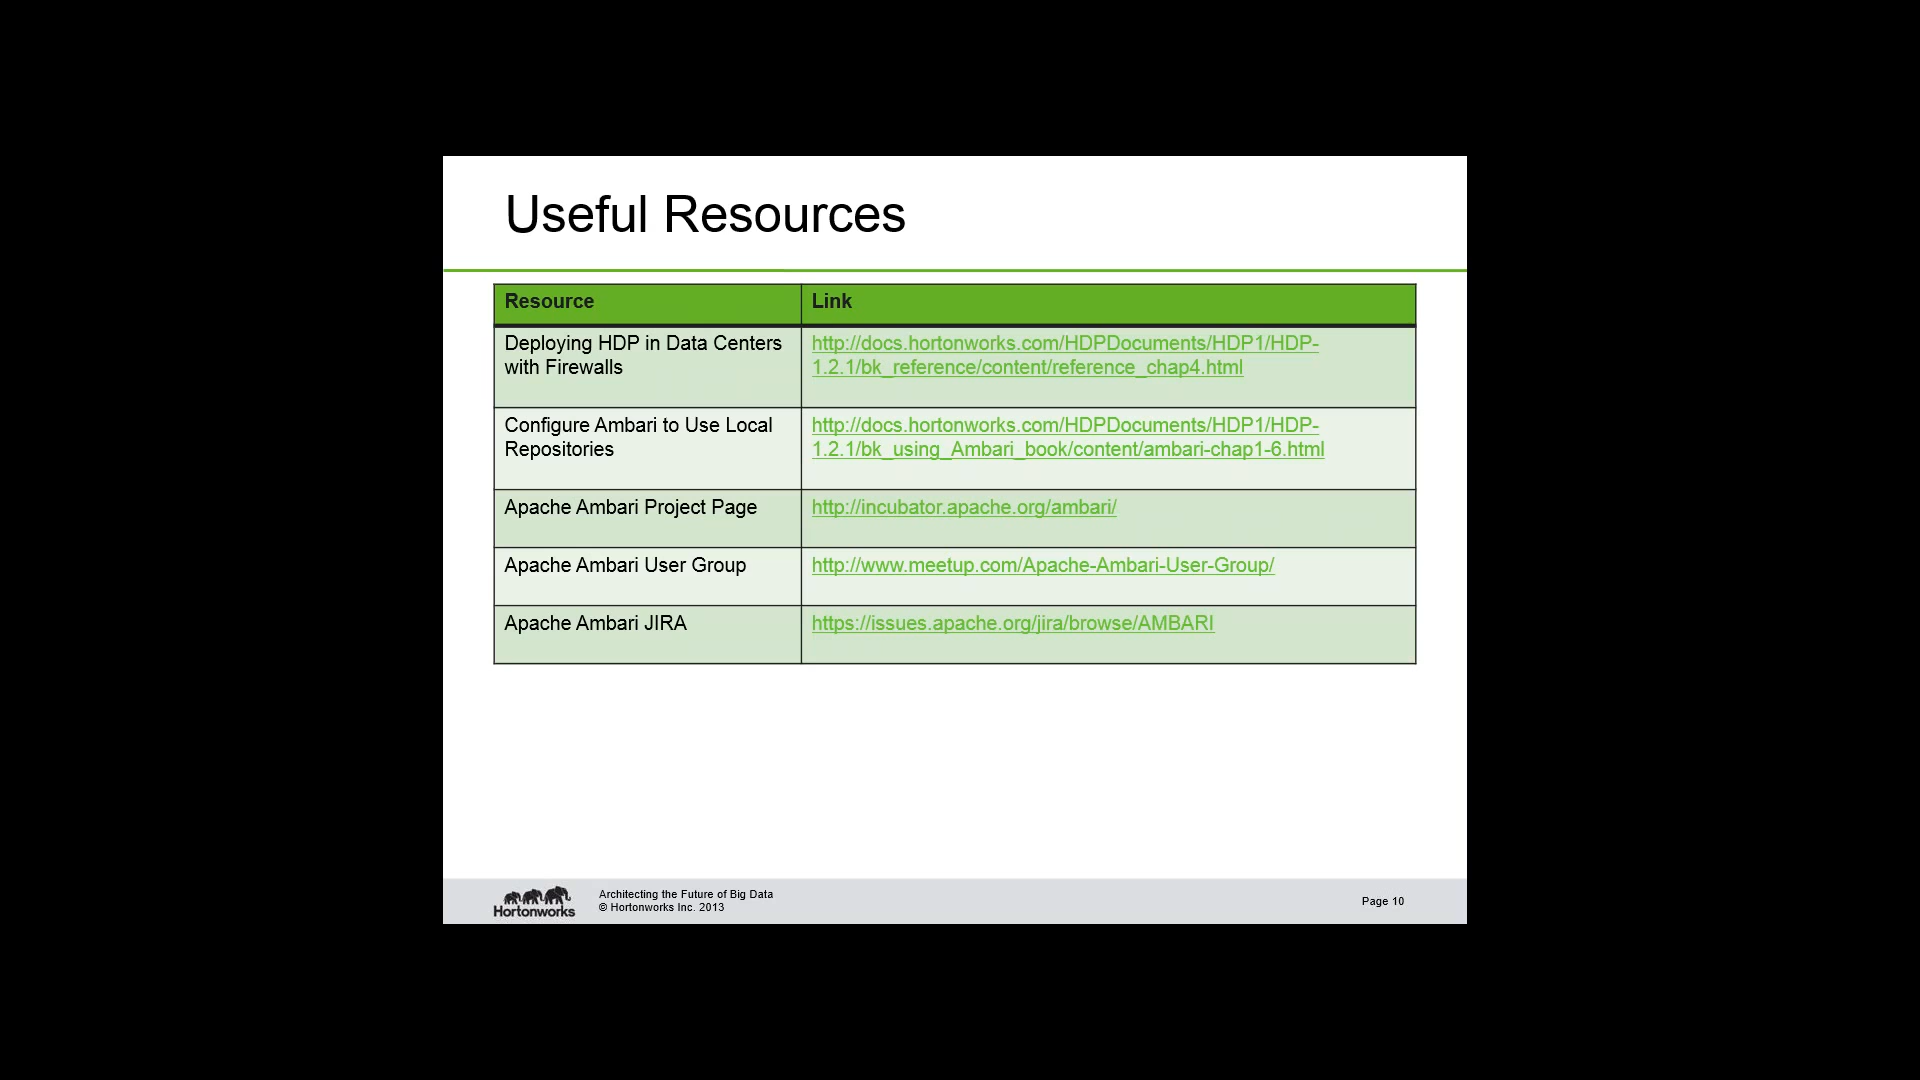 Useful Resources
Resource
Link
Deploying HDP in Data Centers
with Firewalls
http://docs.hortonworks.com/HDPDocuments/HDP1/HDP-
1.2.1/bk_reference/content/reference_chap4.html
Configure Ambari to Use Local
Repositories
http://docs.hortonworks.com/HDPDocuments/HDP1/HDP-
1.2.1/bk_using_Ambari_book/content/ambari-chap1-6.html
Apache Ambari Project Page
http://incubator.apache.org/ambari/
Apache Ambari User Group
http://www.meetup.com/Apache-Ambari-User-Group/
Apache Ambari JIRA
https://issues.apache.org/jira/browse/AMBARI
Hortonworks
Architecting the Future of Big Data
© Hortonworks Inc. 2013
Page 10